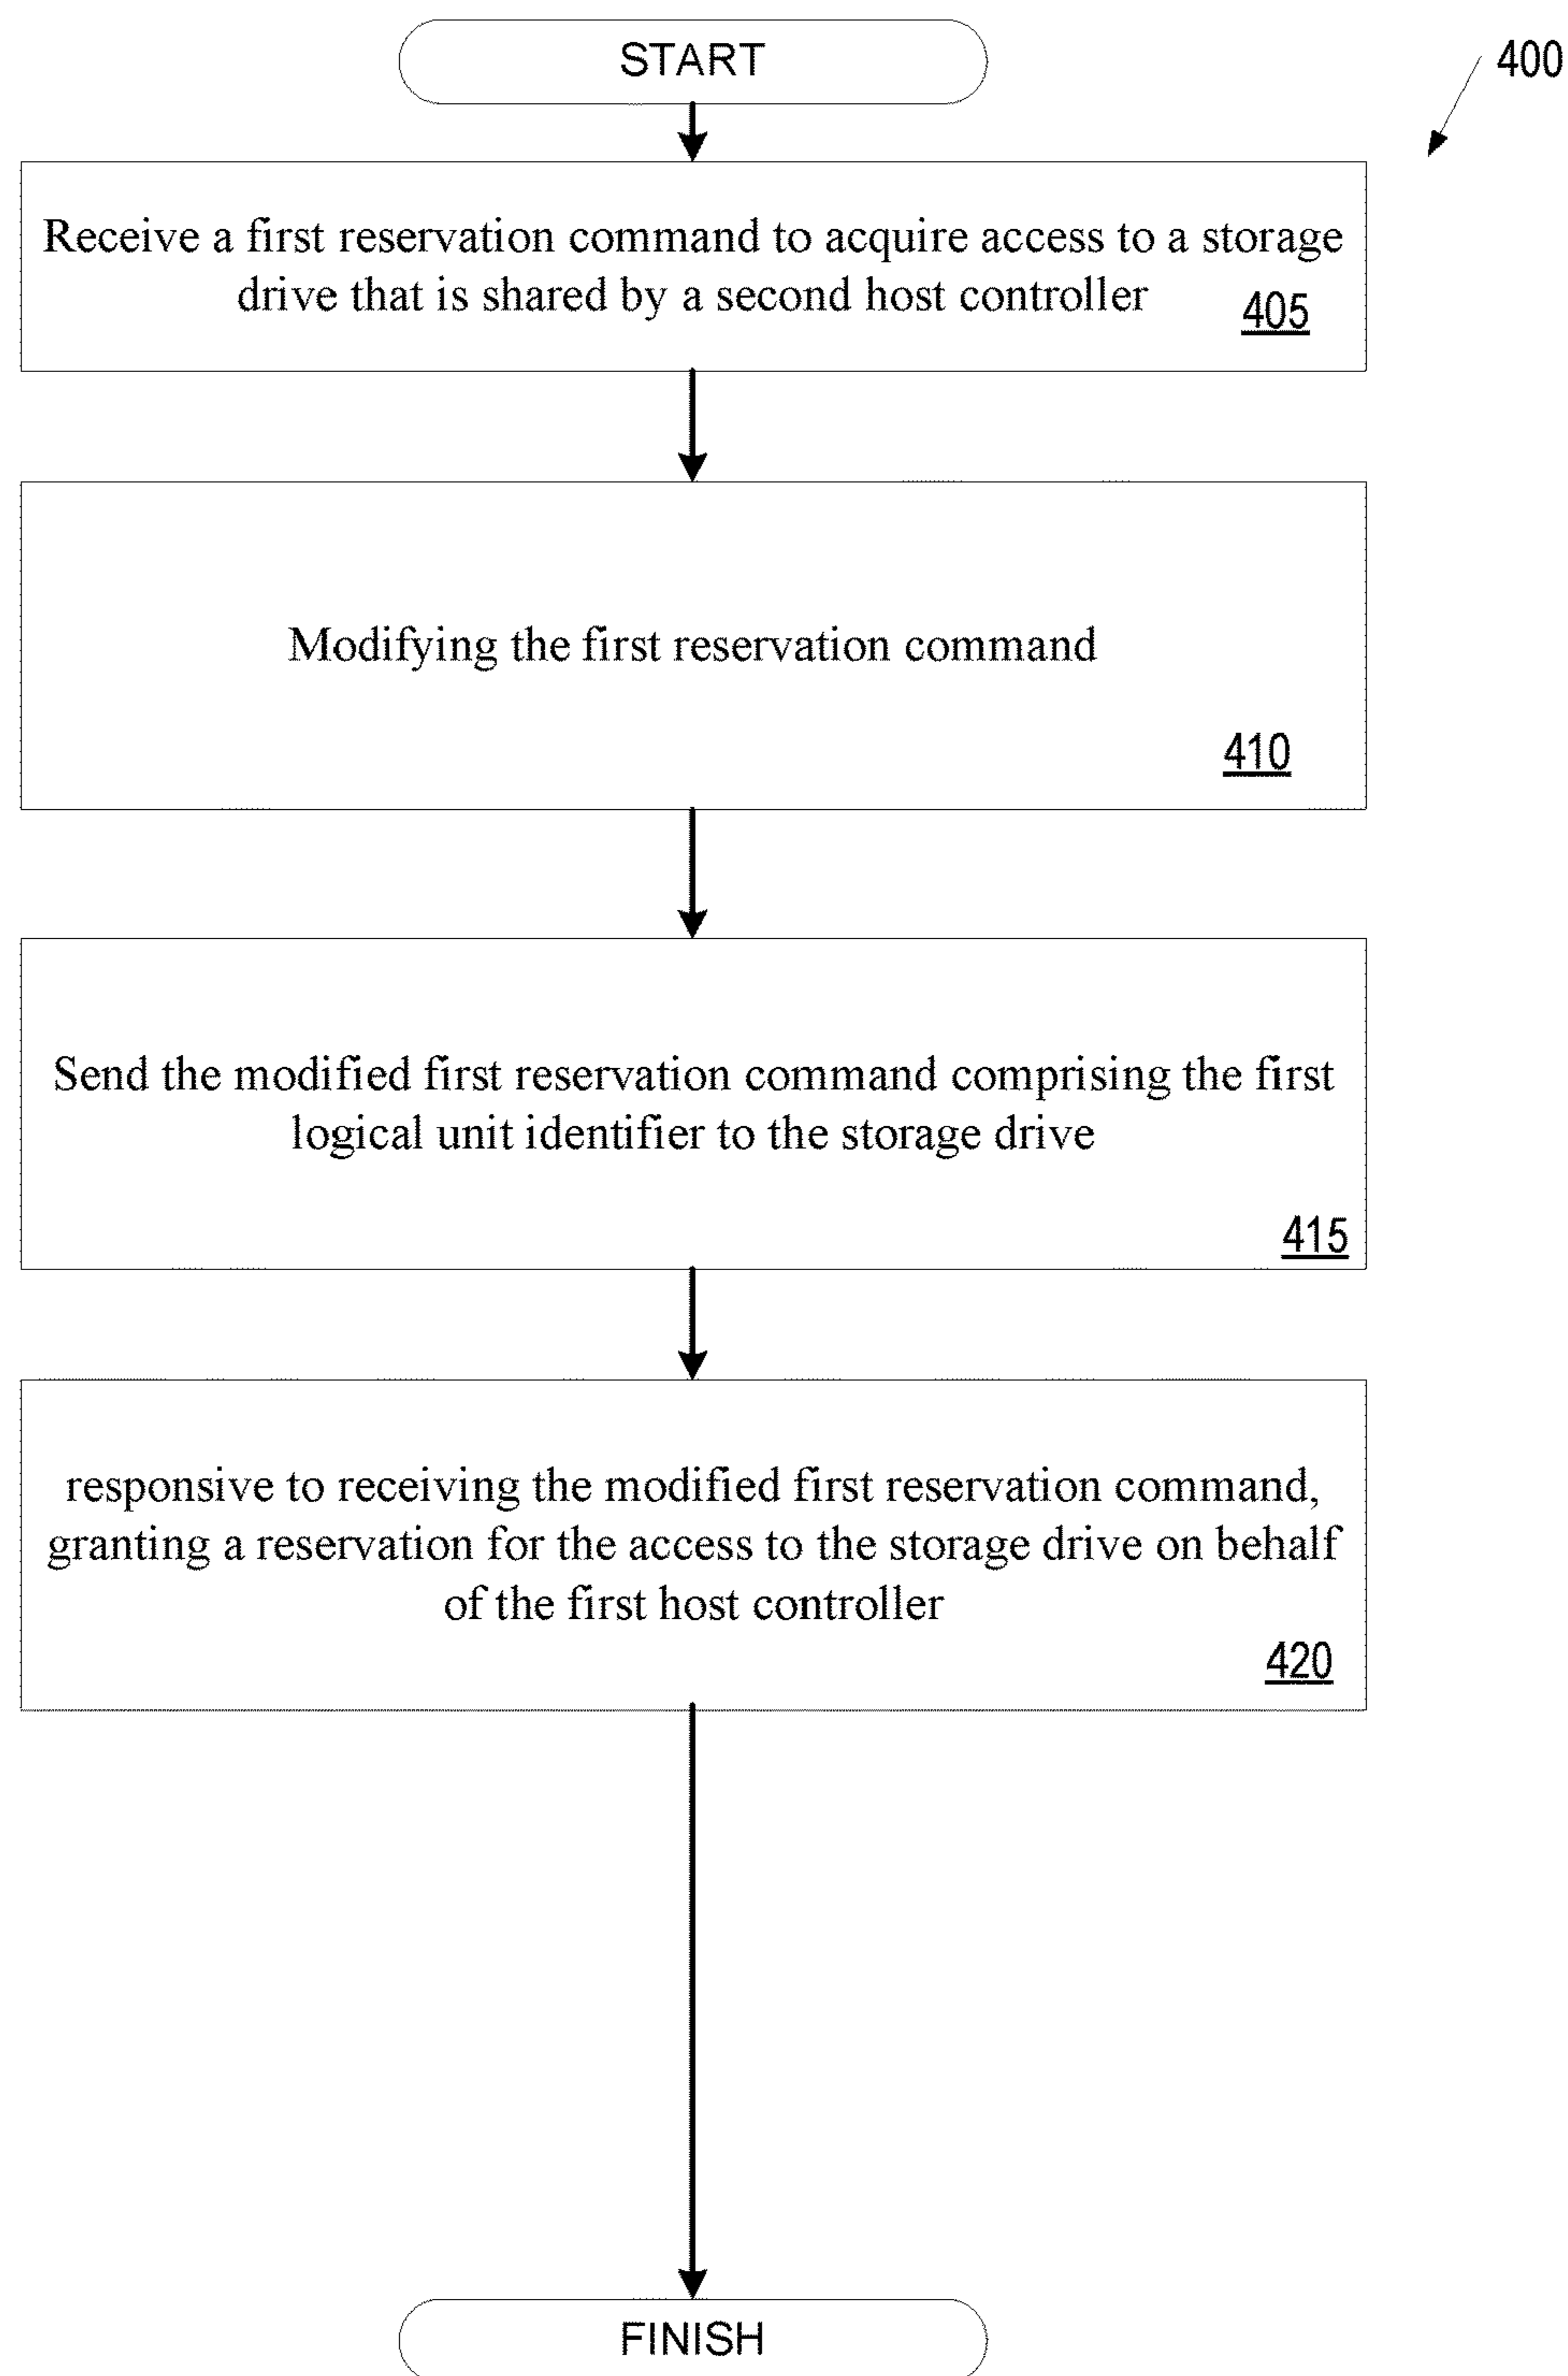 START
400
Receive a first reservation command to acquire access to a storage
drive that is shared by a second host controller
405
Modifying the first reservation command
410
Send the modified first reservation command comprising the first
logical unit identifier to the storage drive
415
responsive to receiving the modified first reservation command,
granting a reservation for the access to the storage drive on behalf
of the first host controller
420
FINISH